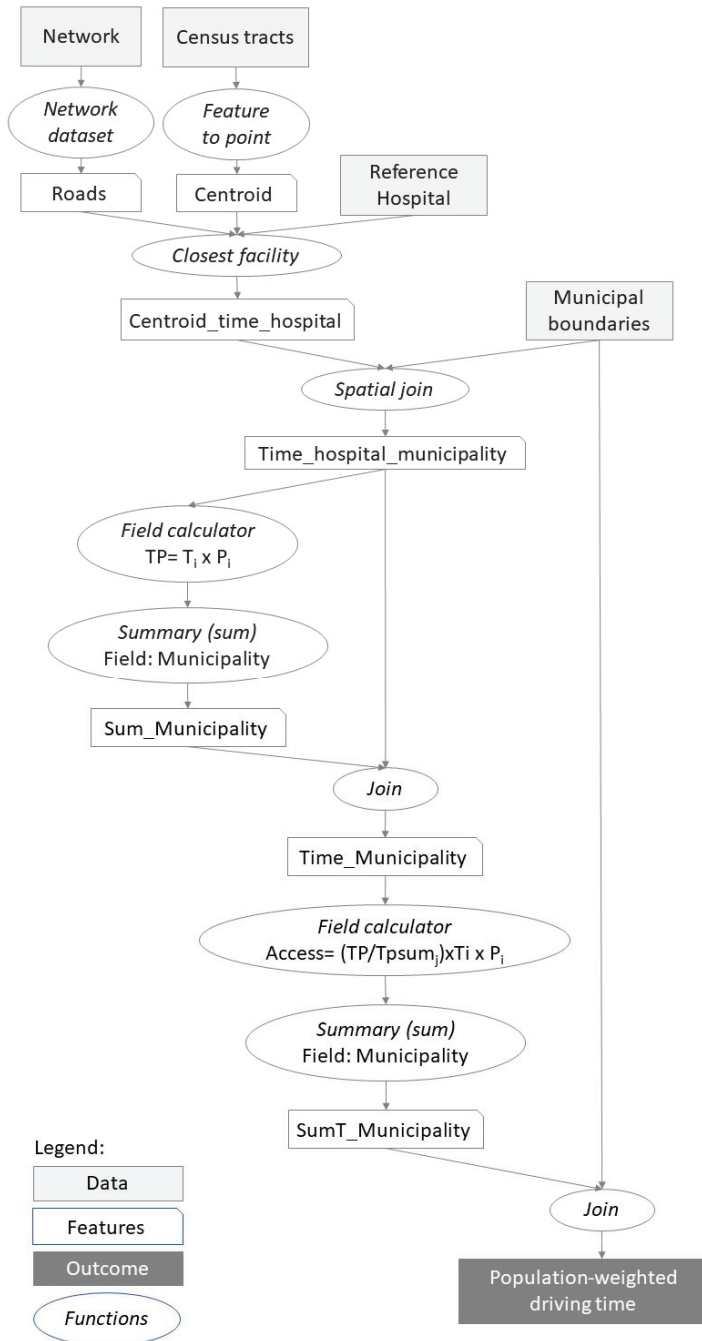 Network
Census tracts
Network
dataset
Feature
to point
Reference
Hospital
Roads
Centroid
Closest facility
Centroid_time_hospital
Municipal
boundaries
Spatial join
Time_hospital_municipality
Field calculator
TP= Tᵢ x Pᵢ
Summary (sum)
Field: Municipality
Sum_Municipality
Join
Time_Municipality
Field calculator
Access= (TP/Tpsumⱼ)xTi x Pᵢ
Summary (sum)
Field: Municipality
SumT_Municipality
Legend:
Data
Features
Outcome
Functions
Join
Population-weighted
driving time